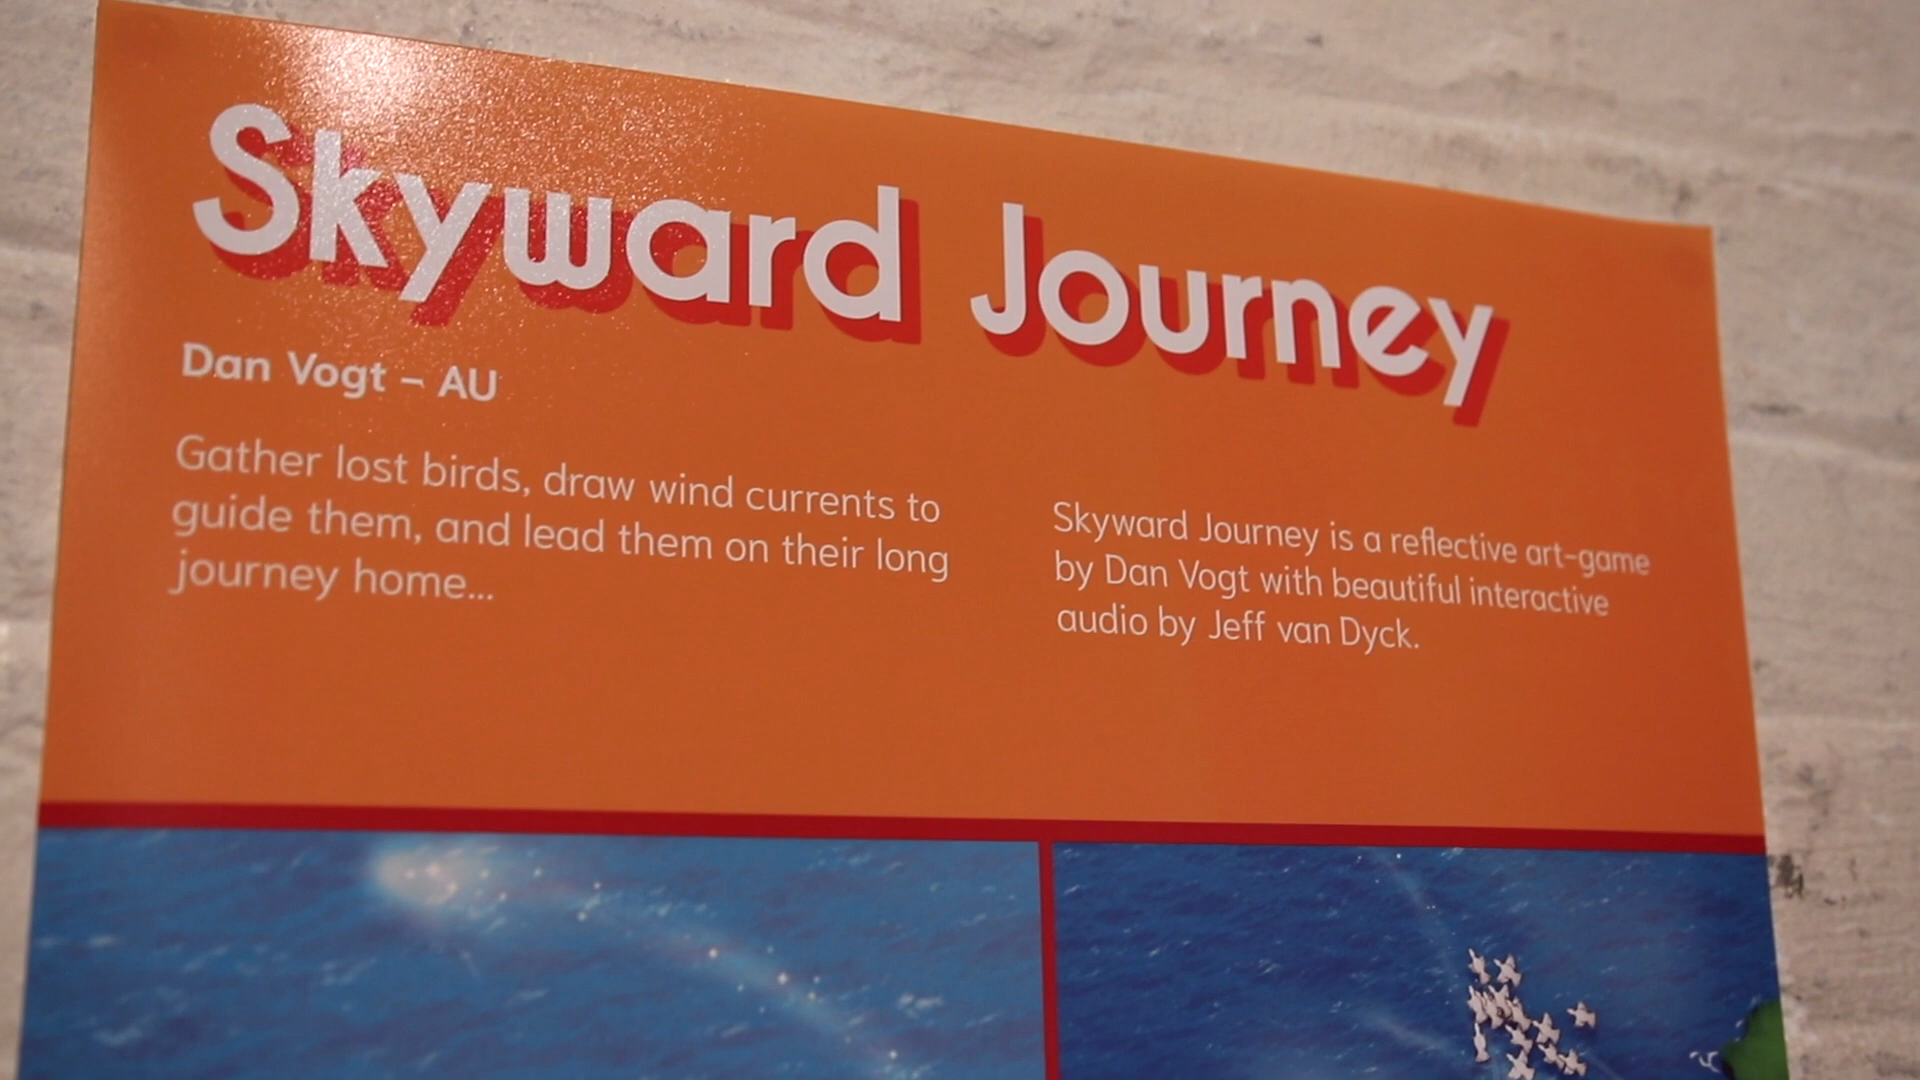 Skyward Journey
Dan Vogt – AU
Gather lost birds, draw wind currents to
guide them, and lead them on their long
journey home...
Skyward Journey is a reflective art-game
by Dan Vogt with beautiful interactive
audio by Jeff van Dyck.